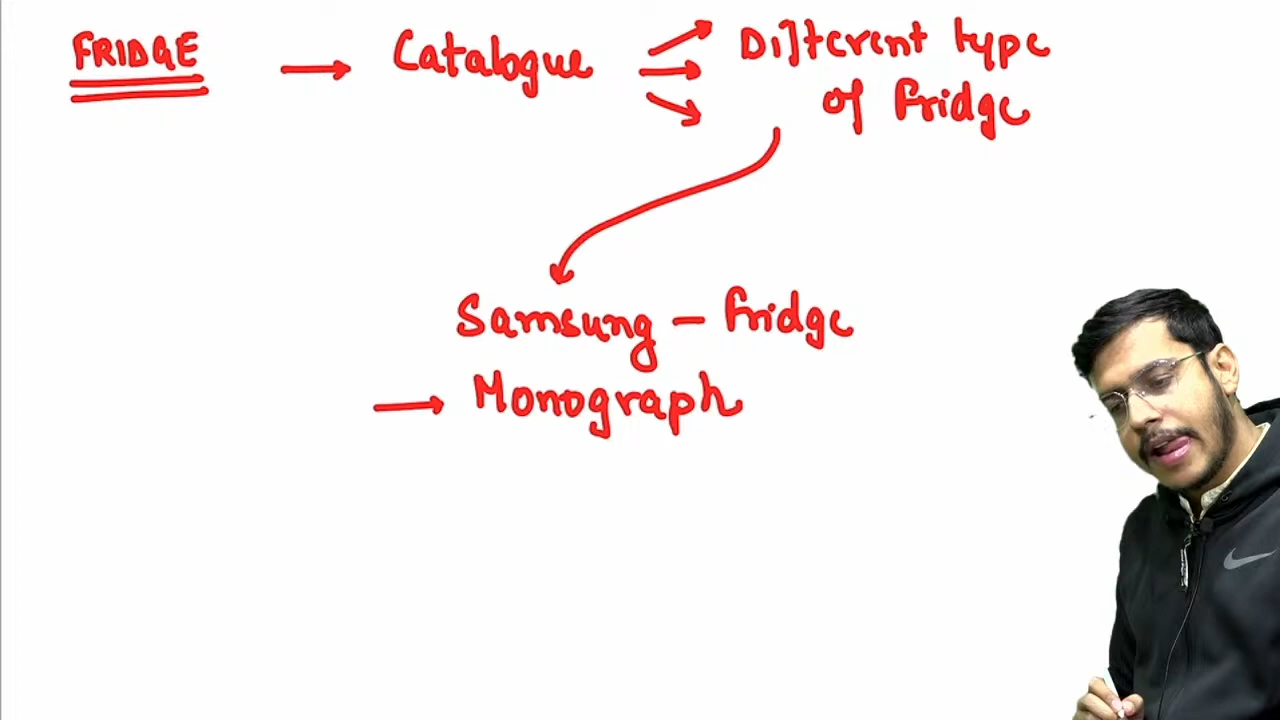 FRIDGE → Catalogue → Different type
of Fridge
Samsung – Fridge
→ Monograph